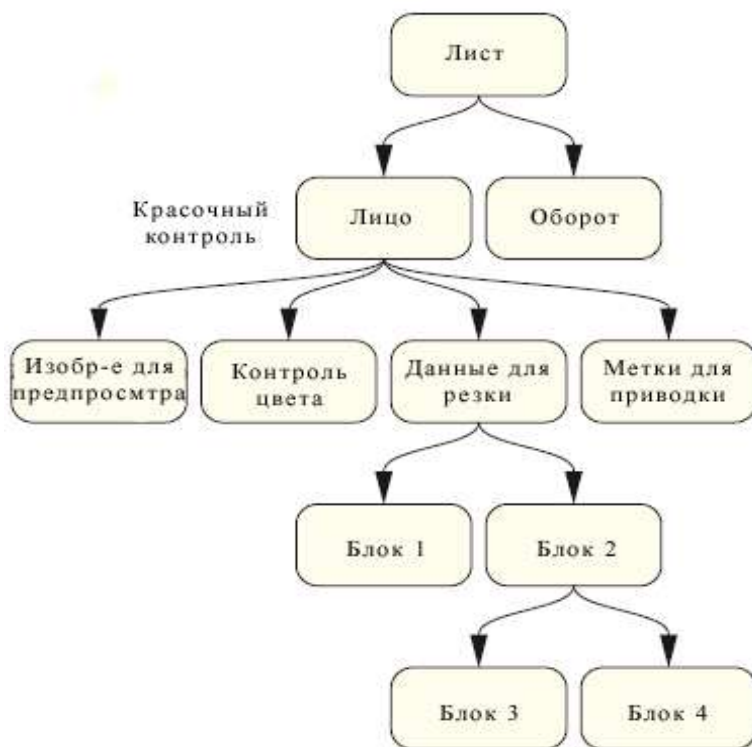 Лист
Красочный
контроль
Лицо
Оборот
Изобр-е для
предпросмтра
Контроль
цвета
Данные для
резки
Метки для
приводки
Блок 1
Блок 2
Блок 3
Блок 4